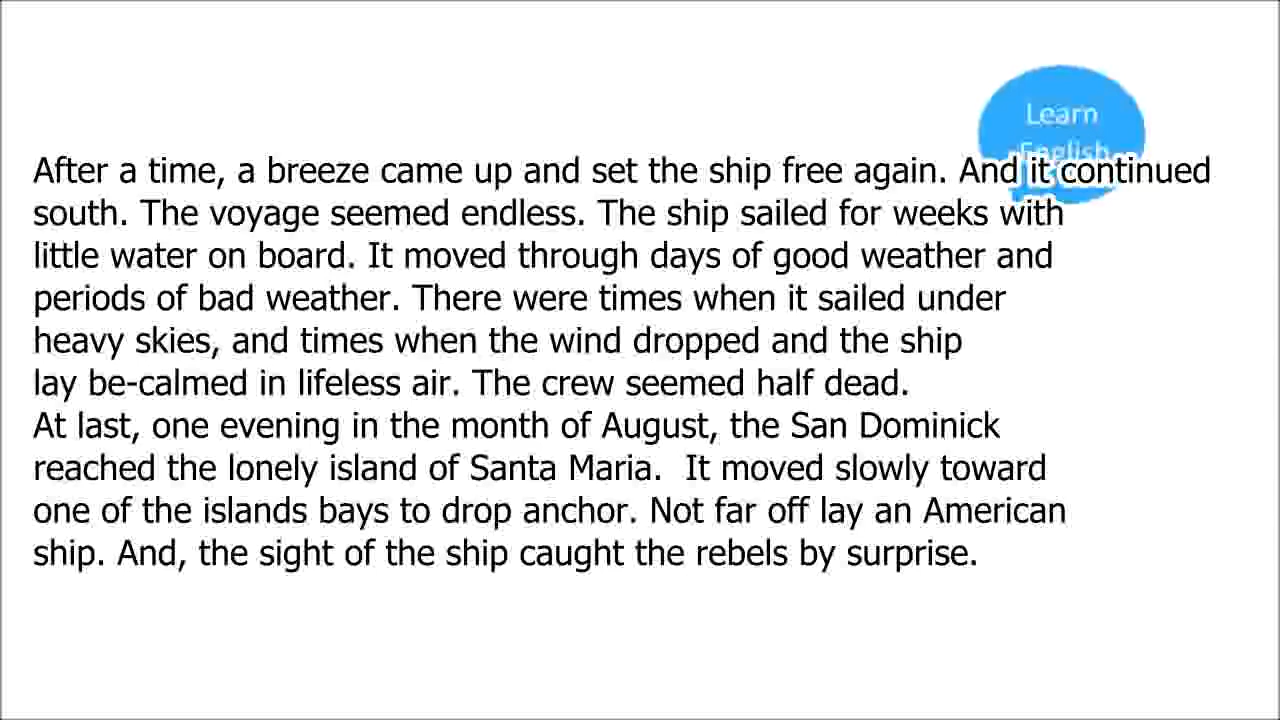 Learn
English
After a time, a breeze came up and set the ship free again. And it continued
south. The voyage seemed endless. The ship sailed for weeks with
little water on board. It moved through days of good weather and
periods of bad weather. There were times when it sailed under
heavy skies, and times when the wind dropped and the ship
lay be-calmed in lifeless air. The crew seemed half dead.
At last, one evening in the month of August, the San Dominick
reached the lonely island of Santa Maria.  It moved slowly toward
one of the islands bays to drop anchor. Not far off lay an American
ship. And, the sight of the ship caught the rebels by surprise.